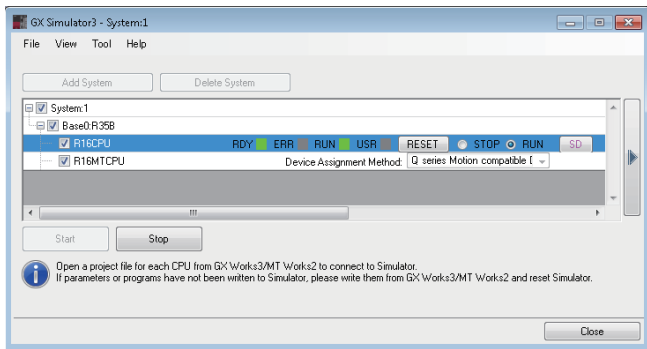 GX Simulator3 - System:1
File View Tool Help
Add System Delete System
System:1
Base0:R35B
R16CPU RDY ERR RUN USR RESET STOP RUN SD
R16MTCPU Device Assignment Method: Q series Motion compatible
Start Stop
Open a project file for each CPU from GX Works3/MT Works2 to connect to Simulator.
If parameters or programs have not been written to Simulator, please write them from GX Works3/MT Works2 and reset Simulator.
Close